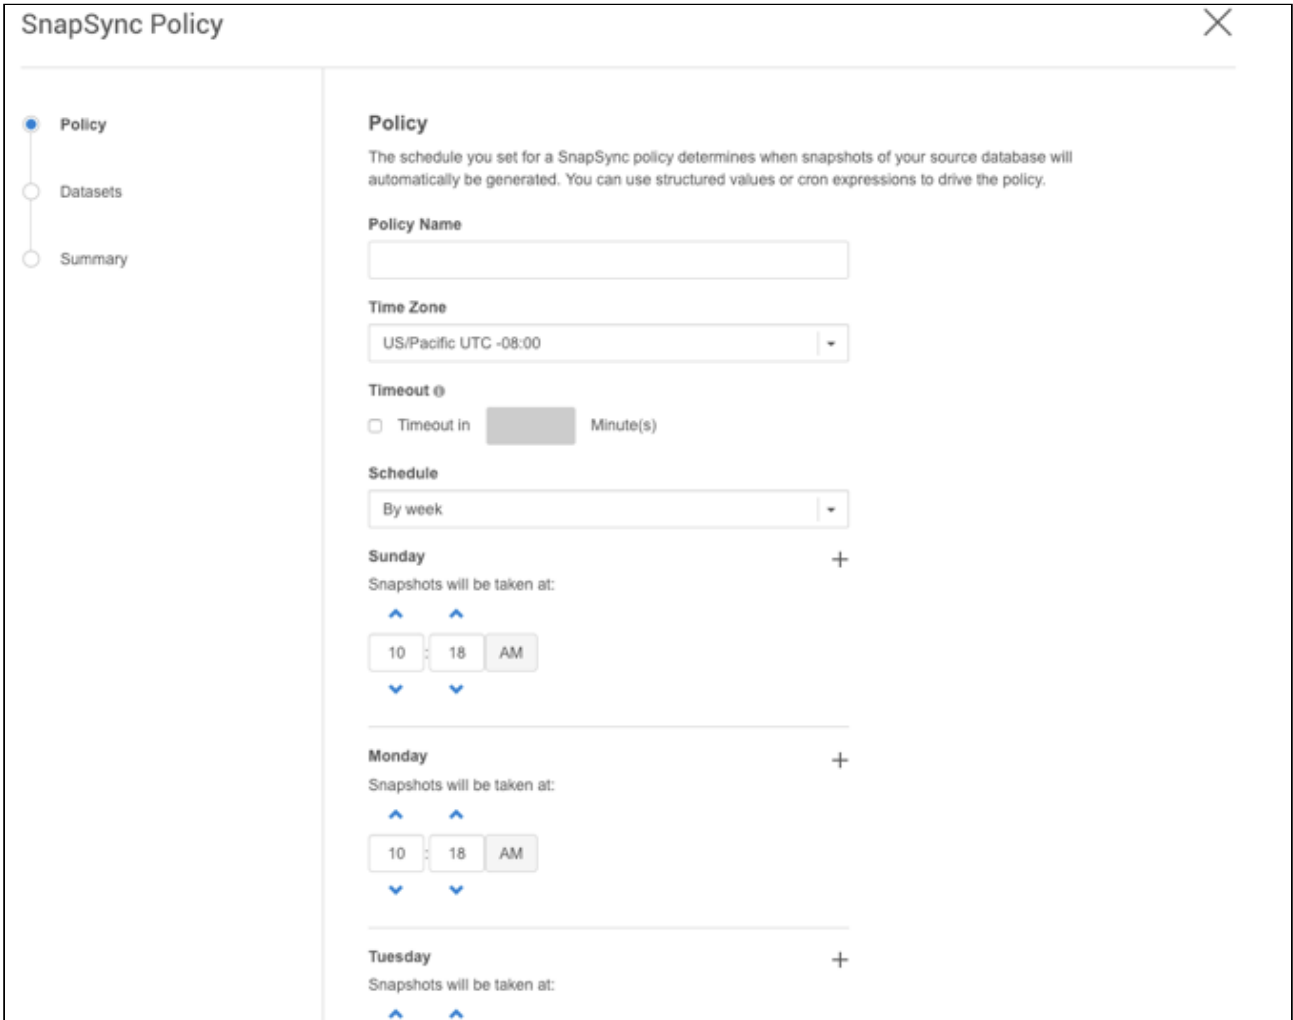 SnapSync Policy
Policy
Datasets
Summary
Policy
The schedule you set for a SnapSync policy determines when snapshots of your source database will
automatically be generated. You can use structured values or cron expressions to drive the policy.
Policy Name
Time Zone
US/Pacific UTC -08:00
Timeout
Timeout in Minute(s)
Schedule
By week
Sunday
Snapshots will be taken at:
10 : 18 AM
Monday
Snapshots will be taken at:
10 : 18 AM
Tuesday
Snapshots will be taken at: